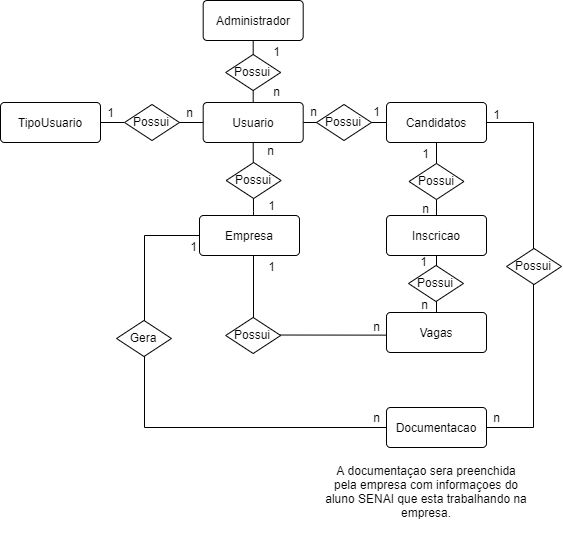 Administrador
1
Possui
n
TipoUsuario
1
Possui
n
Usuario
n
Possui
1
Candidatos
1
n
Possui
1
1
Possui
n
Empresa
1
1
Inscricao
1
Possui
n
Possui
Gera
Possui
n
Vagas
n
Documentacao
n
A documentaçao sera preenchida
pela empresa com informaçoes do
aluno SENAI que esta trabalhando na
empresa.